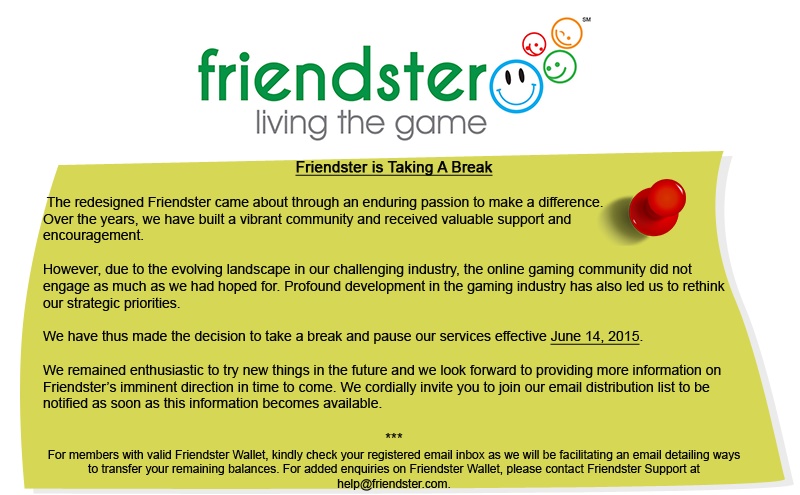 friendster SM
living the game
Friendster is Taking A Break
The redesigned Friendster came about through an enduring passion to make a difference.
Over the years, we have built a vibrant community and received valuable support and
encouragement.
However, due to the evolving landscape in our challenging industry, the online gaming community did not
engage as much as we had hoped for. Profound development in the gaming industry has also led us to rethink
our strategic priorities.
We have thus made the decision to take a break and pause our services effective June 14, 2015.
We remained enthusiastic to try new things in the future and we look forward to providing more information on
Friendster's imminent direction in time to come. We cordially invite you to join our email distribution list to be
notified as soon as this information becomes available.
***
For members with valid Friendster Wallet, kindly check your registered email inbox as we will be facilitating an email detailing ways
to transfer your remaining balances. For added enquiries on Friendster Wallet, please contact Friendster Support at
help@friendster.com.